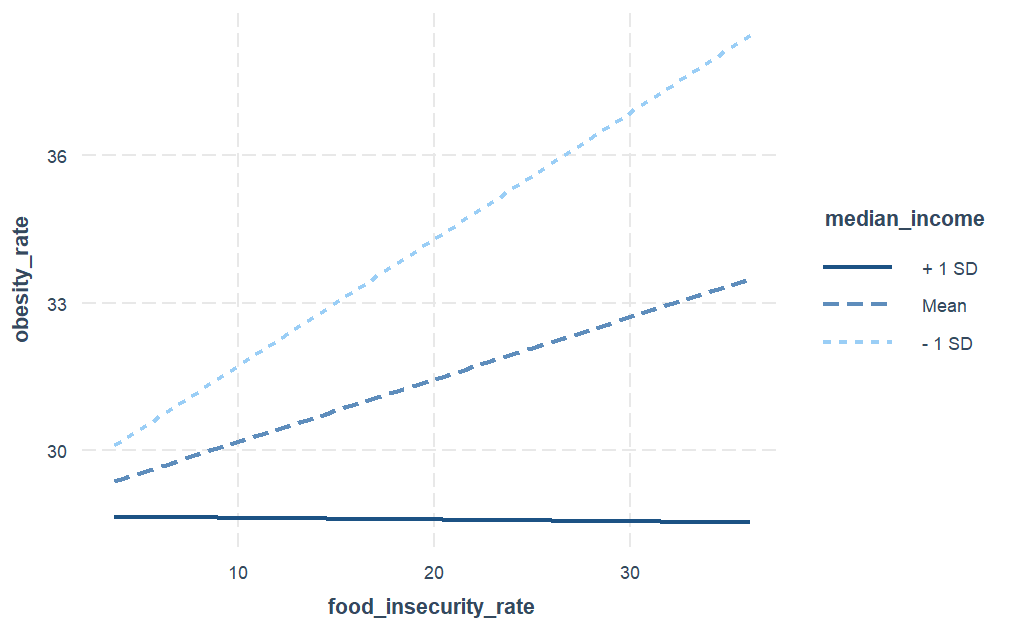 36
33
30
obesity_rate
10 20 30
food_insecurity_rate
median_income
+ 1 SD
Mean
- 1 SD